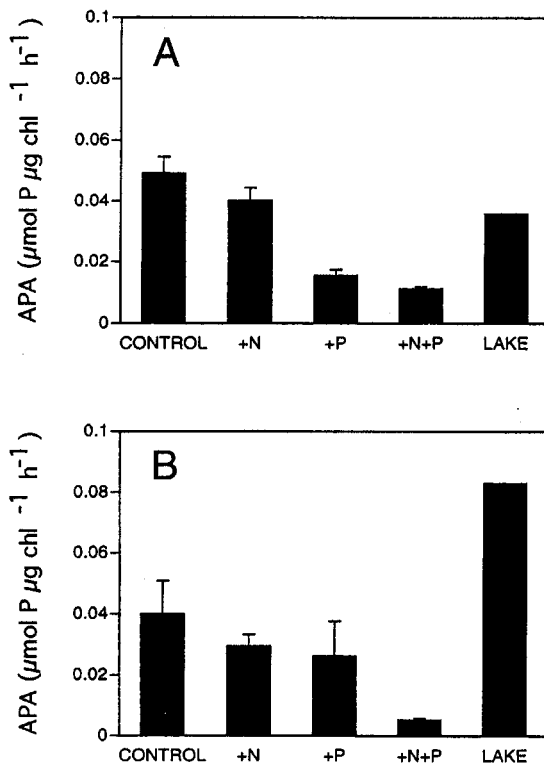 A
APA (µmol P µg chl ⁻¹ h⁻¹)
0.1
0.08
0.06
0.04
0.02
0
CONTROL +N +P +N+P LAKE
B
APA (µmol P µg chl ⁻¹ h⁻¹)
0.1
0.08
0.06
0.04
0.02
0
CONTROL +N +P +N+P LAKE